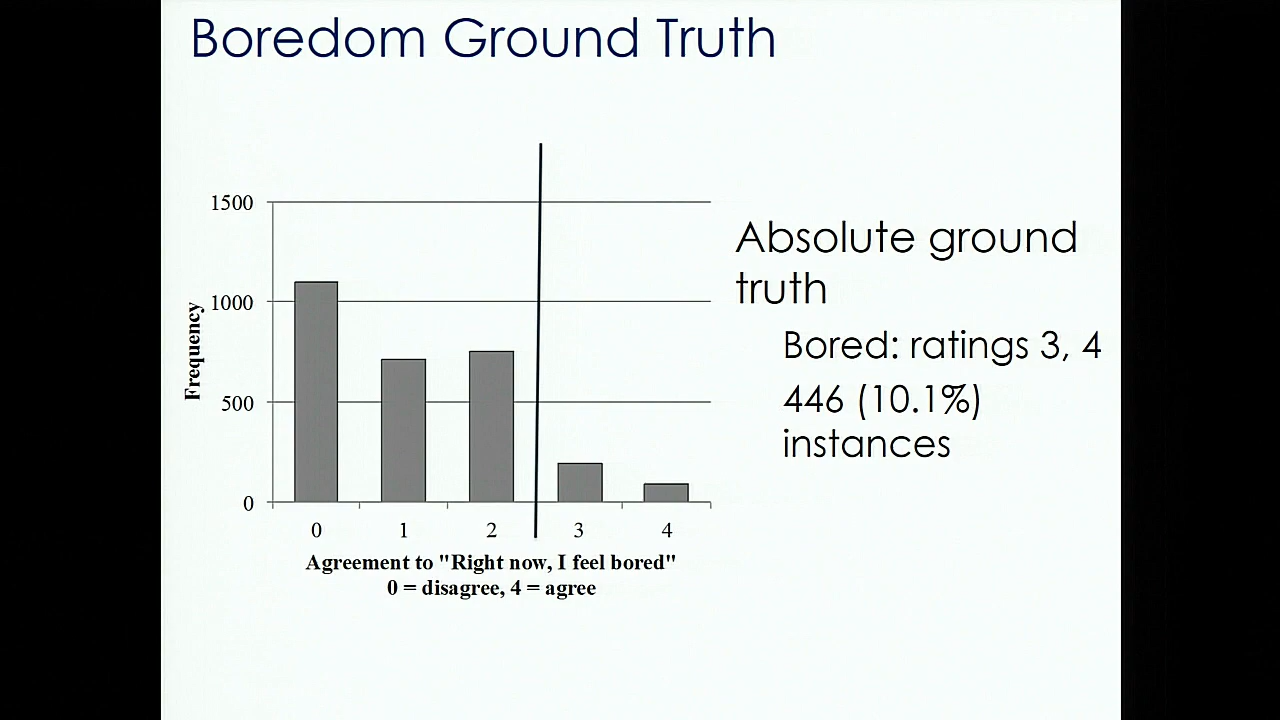 Boredom Ground Truth
1500
1000
500
0
Frequency
0 1 2 3 4
Agreement to "Right now, I feel bored"
0 = disagree, 4 = agree
Absolute ground
truth
Bored: ratings 3, 4
446 (10.1%)
instances